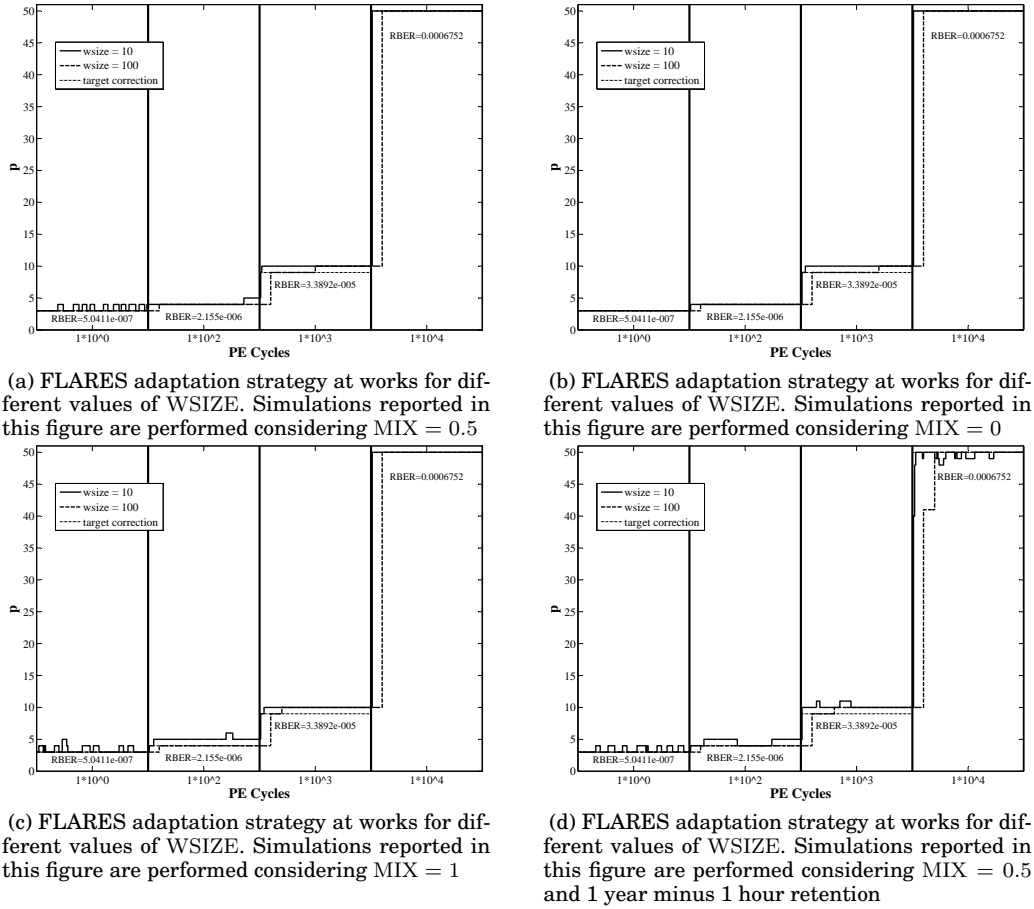 50
45
40
35
30
25
20
15
10
5
0
p
wsize = 10
wsize = 100
target correction
RBER=0.0006752
RBER=3.3892e-005
RBER=5.0411e-007
RBER=2.155e-006
1*10^0
1*10^2
1*10^3
1*10^4
PE Cycles
(a) FLARES adaptation strategy at works for dif-
ferent values of WSIZE. Simulations reported in
this figure are performed considering MIX = 0.5
50
45
40
35
30
25
20
15
10
5
0
p
wsize = 10
wsize = 100
target correction
RBER=0.0006752
RBER=3.3892e-005
RBER=5.0411e-007
RBER=2.155e-006
1*10^0
1*10^2
1*10^3
1*10^4
PE Cycles
(b) FLARES adaptation strategy at works for dif-
ferent values of WSIZE. Simulations reported in
this figure are performed considering MIX = 0
50
45
40
35
30
25
20
15
10
5
0
p
wsize = 10
wsize = 100
target correction
RBER=0.0006752
RBER=3.3892e-005
RBER=5.0411e-007
RBER=2.155e-006
1*10^0
1*10^2
1*10^3
1*10^4
PE Cycles
(c) FLARES adaptation strategy at works for dif-
ferent values of WSIZE. Simulations reported in
this figure are performed considering MIX = 1
50
45
40
35
30
25
20
15
10
5
0
p
wsize = 10
wsize = 100
target correction
RBER=0.0006752
RBER=3.3892e-005
RBER=5.0411e-007
RBER=2.155e-006
1*10^0
1*10^2
1*10^3
1*10^4
PE Cycles
(d) FLARES adaptation strategy at works for dif-
ferent values of WSIZE. Simulations reported in
this figure are performed considering MIX = 0.5
and 1 year minus 1 hour retention